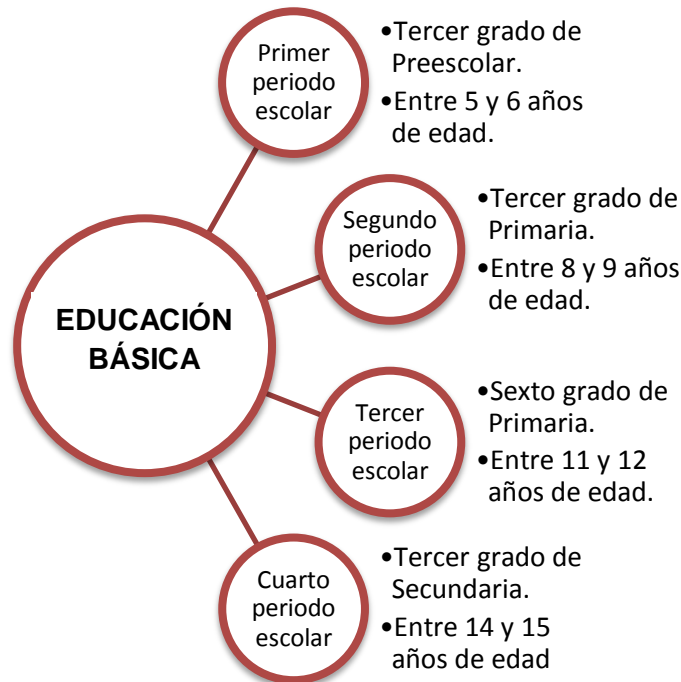 EDUCACIÓN
BÁSICA
Primer
periodo
escolar
•Tercer grado de
Preescolar.
•Entre 5 y 6 años
de edad.
Segundo
periodo
escolar
•Tercer grado de
Primaria.
•Entre 8 y 9 años
de edad.
Tercer
periodo
escolar
•Sexto grado de
Primaria.
•Entre 11 y 12
años de edad.
Cuarto
periodo
escolar
•Tercer grado de
Secundaria.
•Entre 14 y 15
años de edad